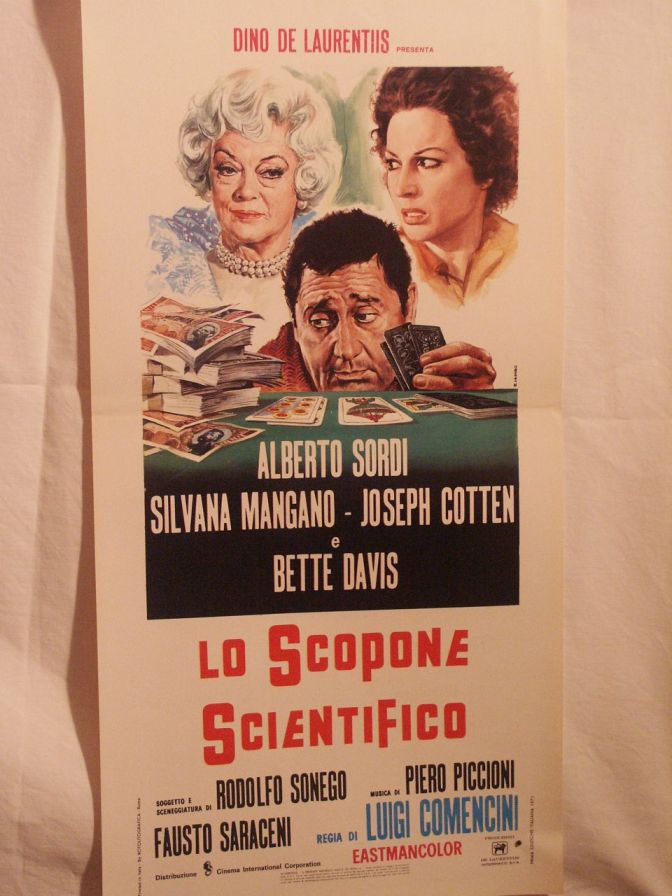 DINO DE LAURENTIIS PRESENTA
ALBERTO SORDI
SILVANA MANGANO - JOSEPH COTTEN
e
BETTE DAVIS
LO SCOPONE
SCIENTIFICO
SOGGETTO E
SCENEGGIATURA DI RODOLFO SONEGO
MUSICA DI PIERO PICCIONI
FAUSTO SARACENI
REGIA DI LUIGI COMENCINI
EASTMANCOLOR
Distribuzione Cinema International Corporation